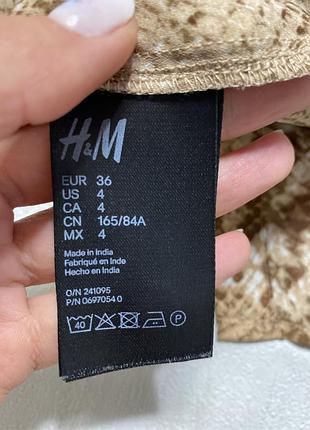 H&M
EUR 36
US 4
CA 4
CN 165/84A
MX 4
Made in India
Fabriqué en Inde
Hecho en India
O/N 241095
P/N 0697054 0
40 P